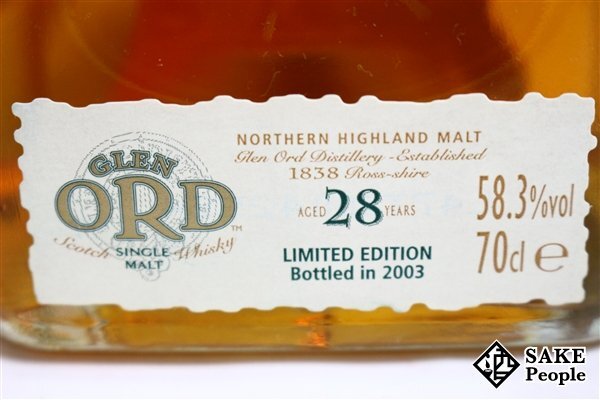 GLEN
ORD™
Scotch SINGLE MALT Whisky
NORTHERN HIGHLAND MALT
Glen Ord Distillery - Established
1838 Ross-shire
AGED 28 YEARS
LIMITED EDITION
Bottled in 2003
58.3%vol
70cl e
SAKE
People